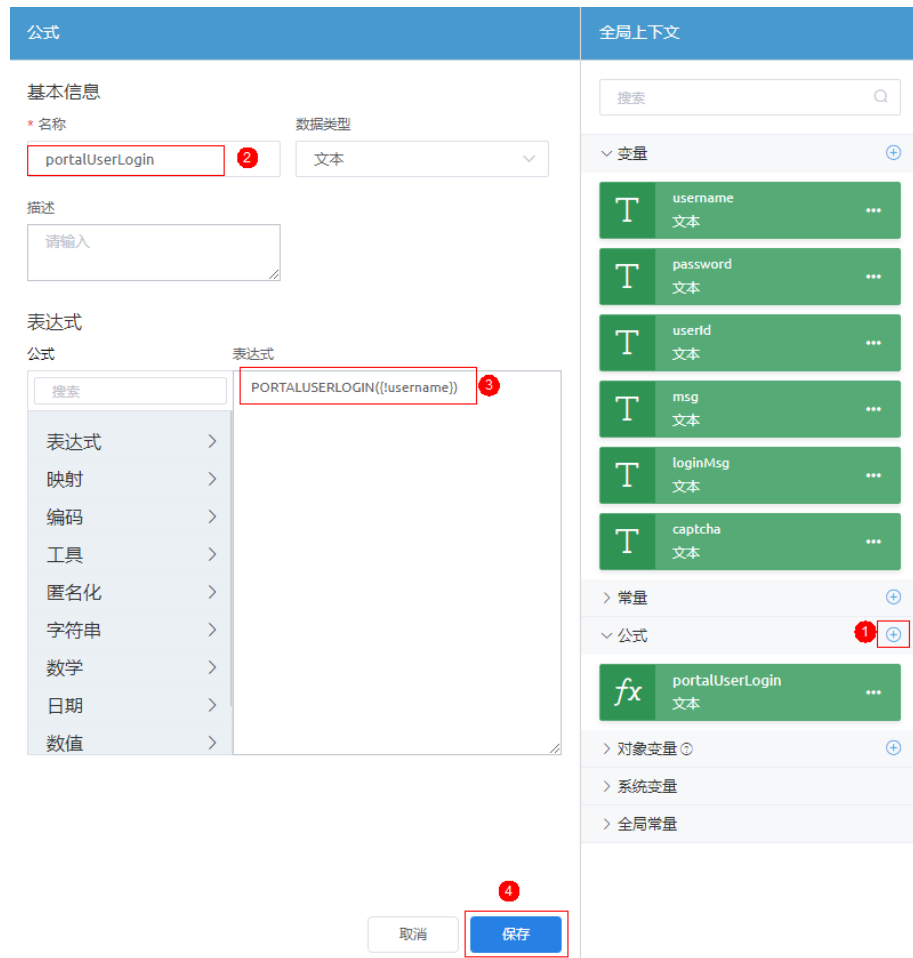 公式
基本信息
* 名称
数据类型
portalUserLogin
2
文本
描述
请输入
表达式
公式
表达式
搜索
PORTALUSERLOGIN({!username})
3
表达式
映射
编码
工具
匿名化
字符串
数学
日期
数值
4
取消
保存
全局上下文
搜索
变量
T
username
文本
T
password
文本
T
userId
文本
T
msg
文本
T
loginMsg
文本
T
captcha
文本
常量
公式
1
fx
portalUserLogin
文本
对象变量
系统变量
全局常量